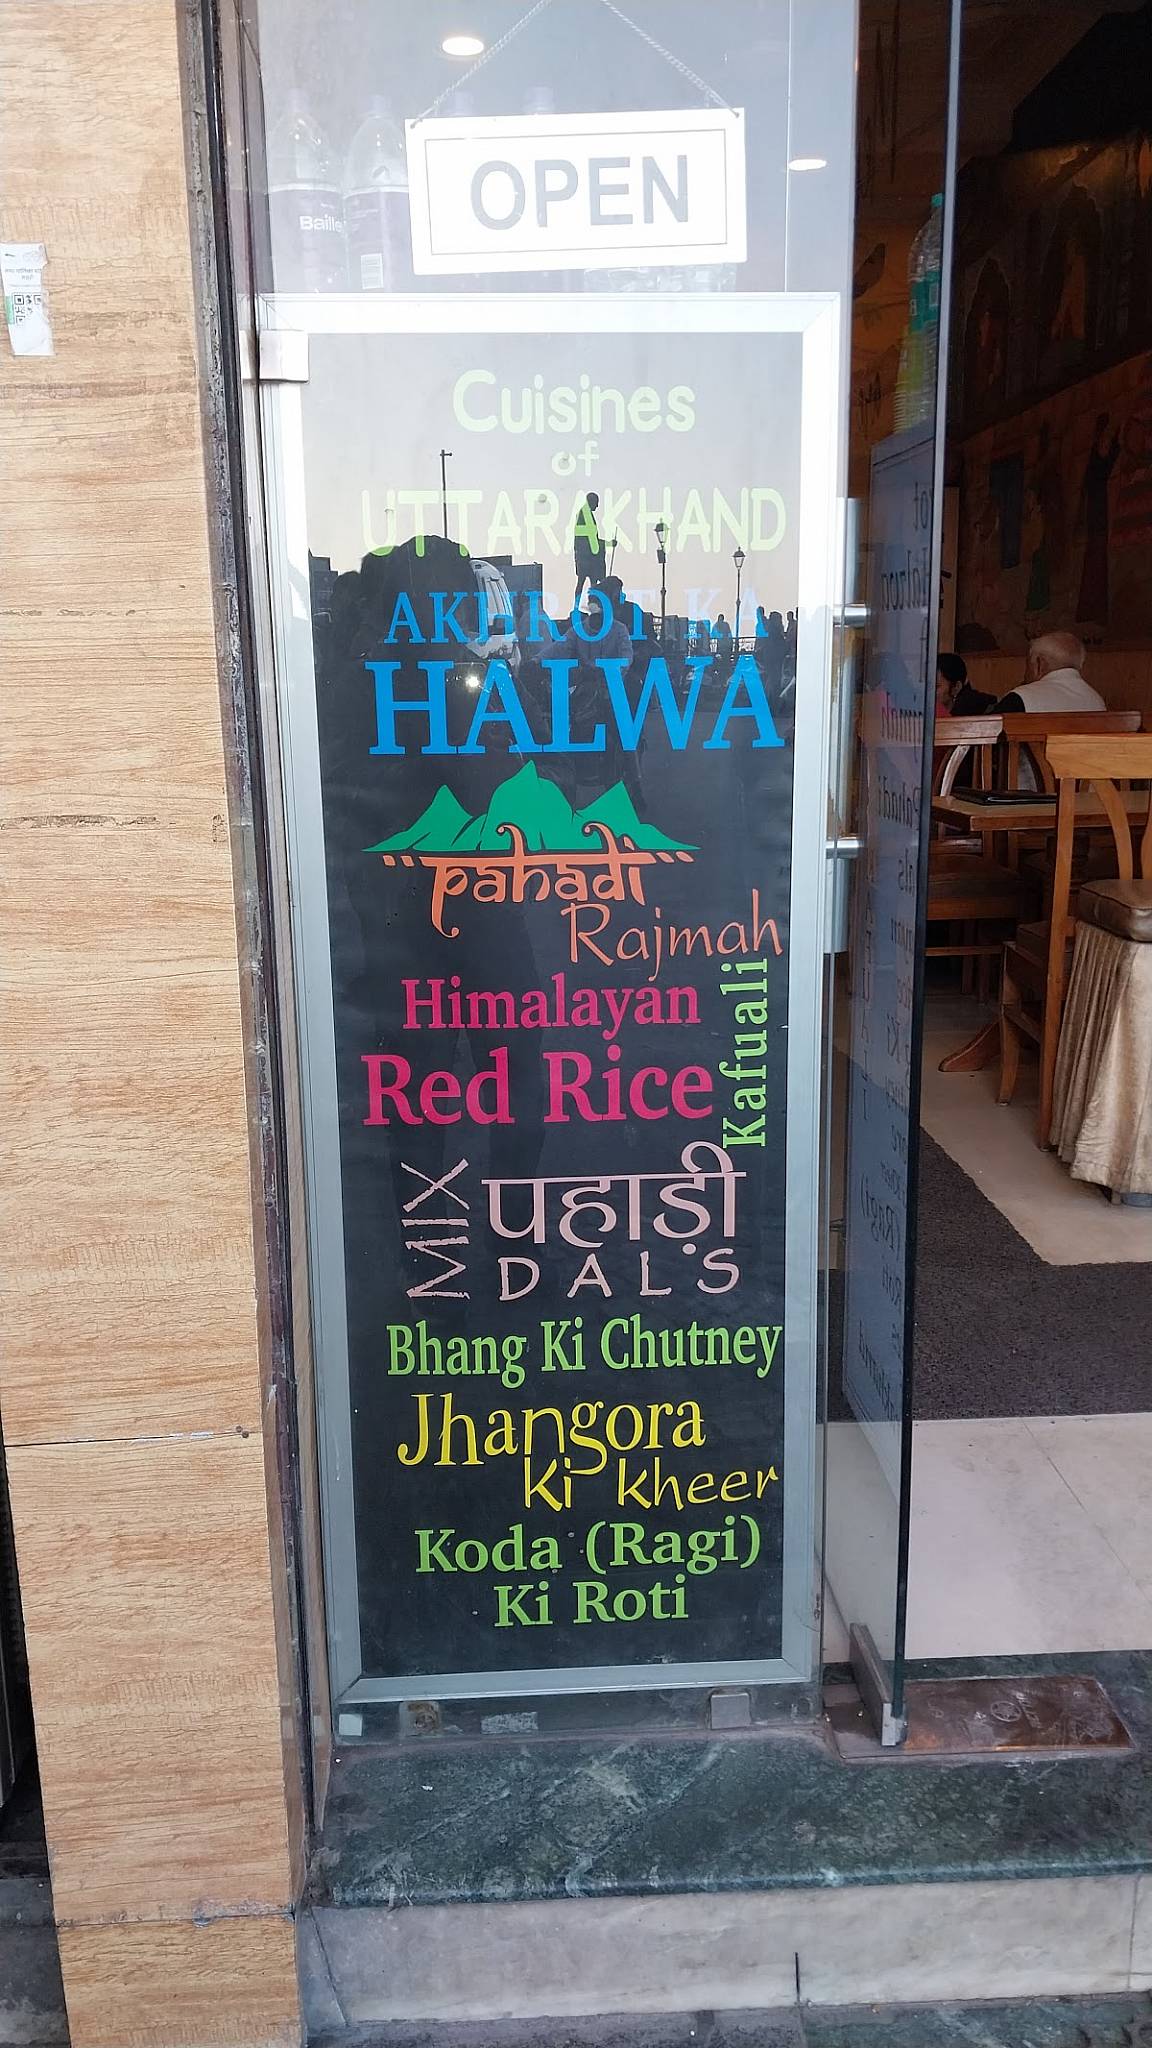 OPEN
Baille
Cuisines
of
UTTARAKHAND
AKHROT KA
HALWA
"pahadi"
Rajmah
Himalayan
Red Rice
Kafuali
MIX पहाड़ी
DALS
Bhang Ki Chutney
Jhangora
ki kheer
Koda (Ragi)
Ki Roti